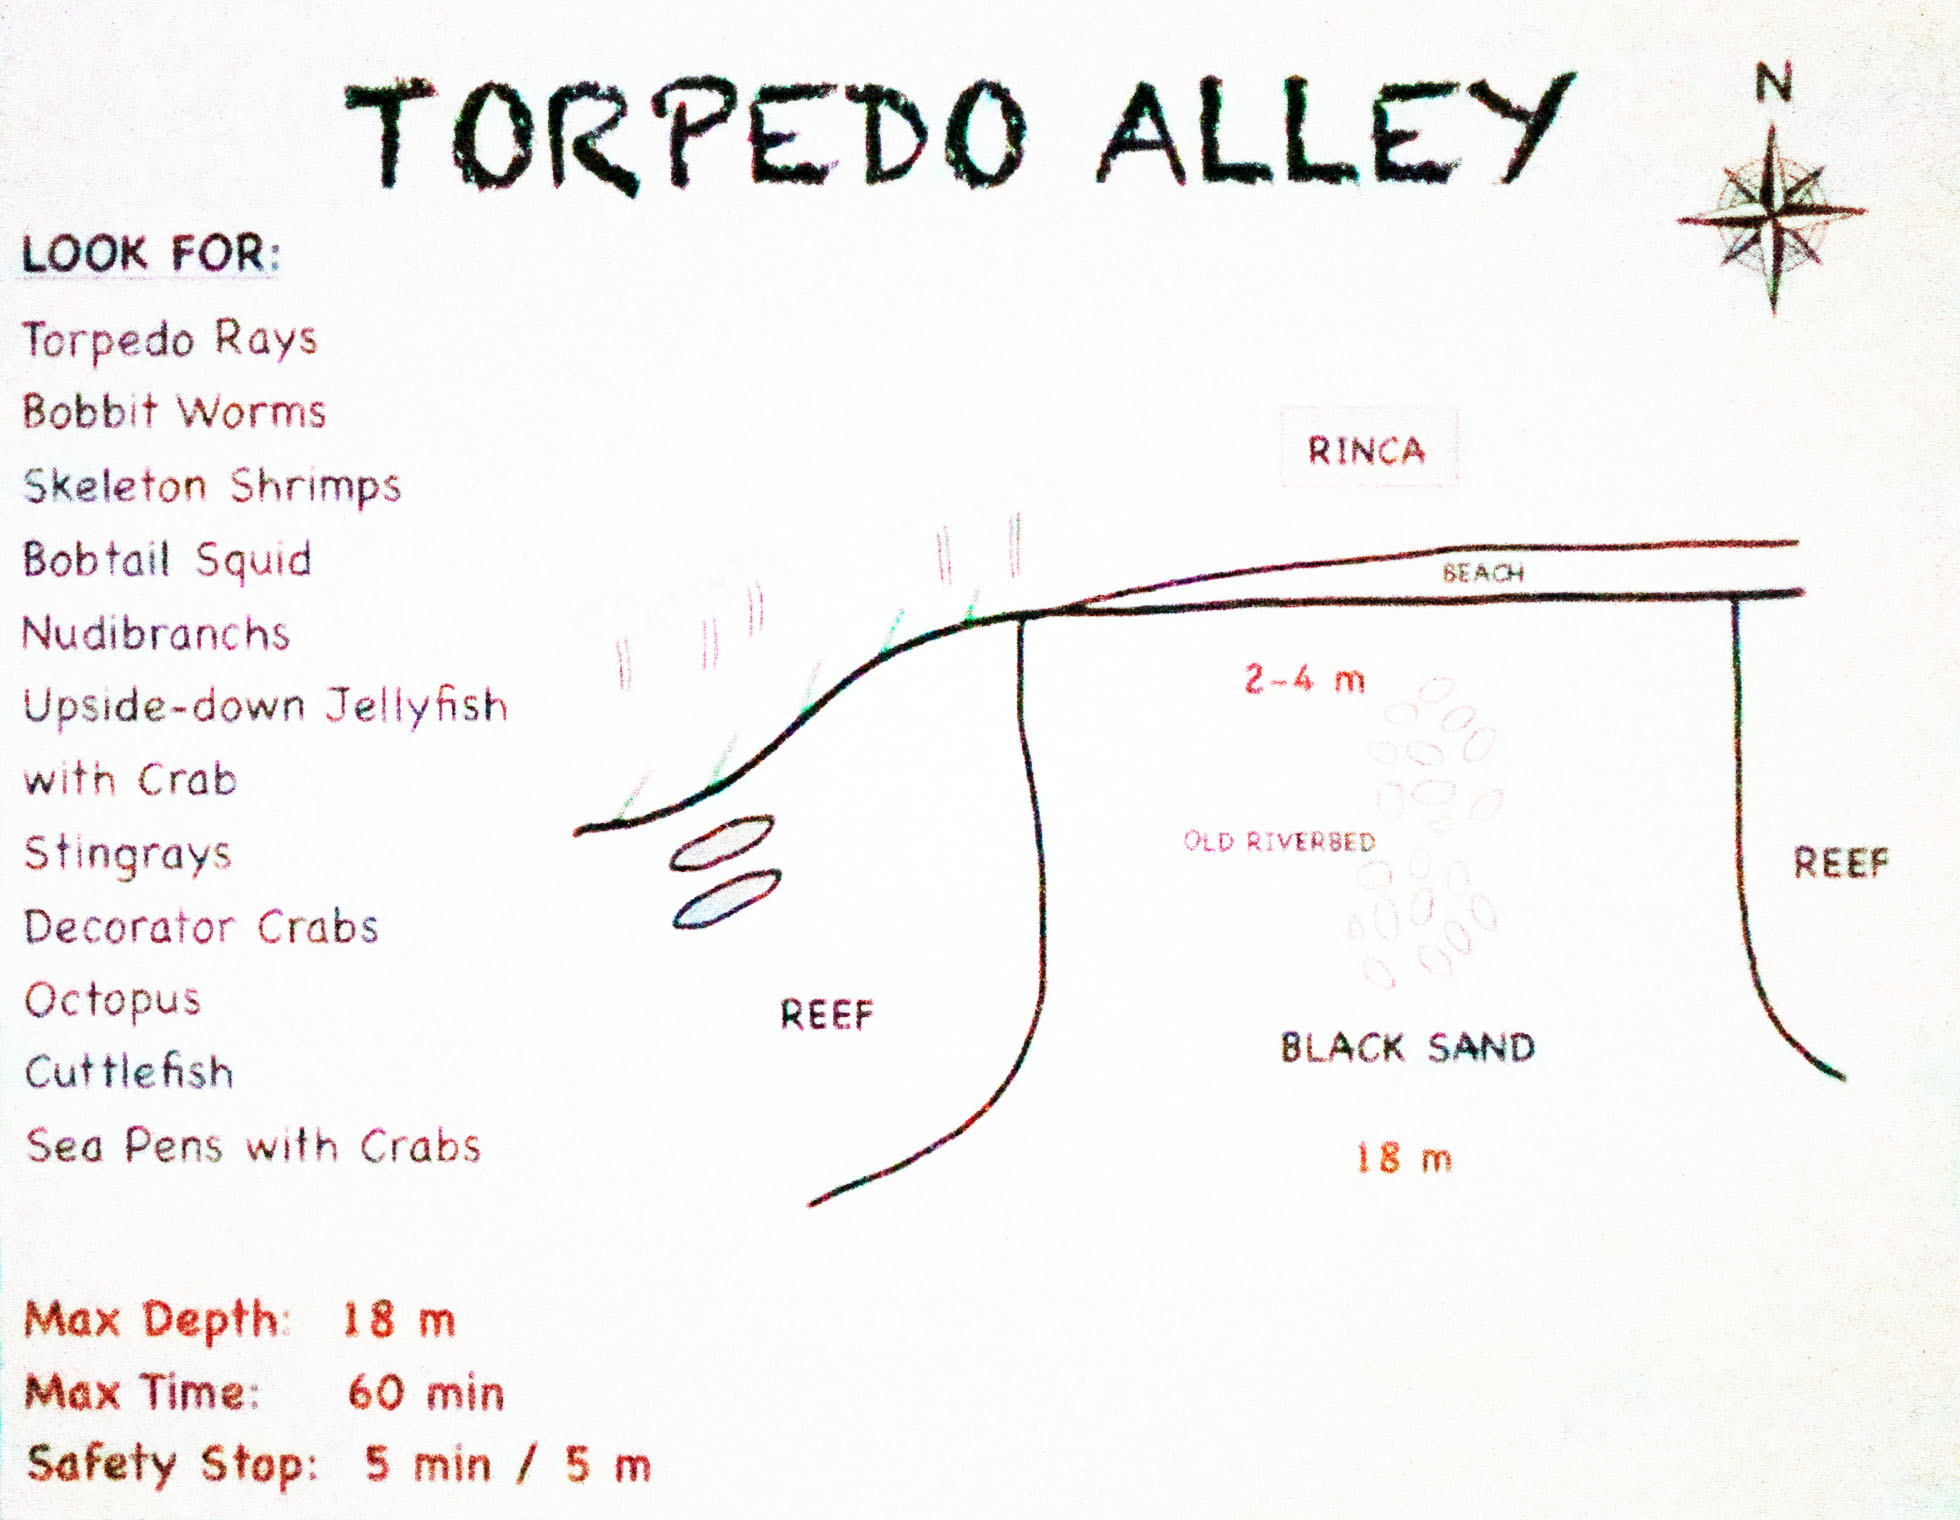 TORPEDO ALLEY
N
LOOK FOR:
Torpedo Rays
Bobbit Worms
Skeleton Shrimps
Bobtail Squid
Nudibranchs
Upside-down Jellyfish
with Crab
Stingrays
Decorator Crabs
Octopus
Cuttlefish
Sea Pens with Crabs
RINCA
BEACH
2-4 m
OLD RIVERBED
REEF
REEF
BLACK SAND
18 m
Max Depth: 18 m
Max Time: 60 min
Safety Stop: 5 min / 5 m